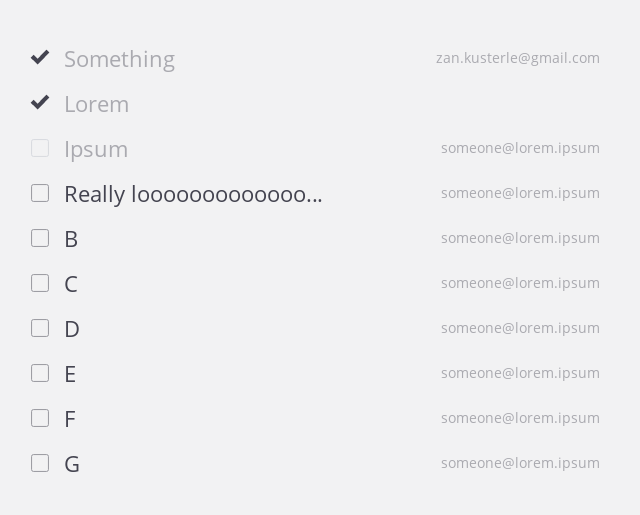 Something zan.kusterle@gmail.com
Lorem
Ipsum someone@lorem.ipsum
Really looooooooooooo... someone@lorem.ipsum
B someone@lorem.ipsum
C someone@lorem.ipsum
D someone@lorem.ipsum
E someone@lorem.ipsum
F someone@lorem.ipsum
G someone@lorem.ipsum